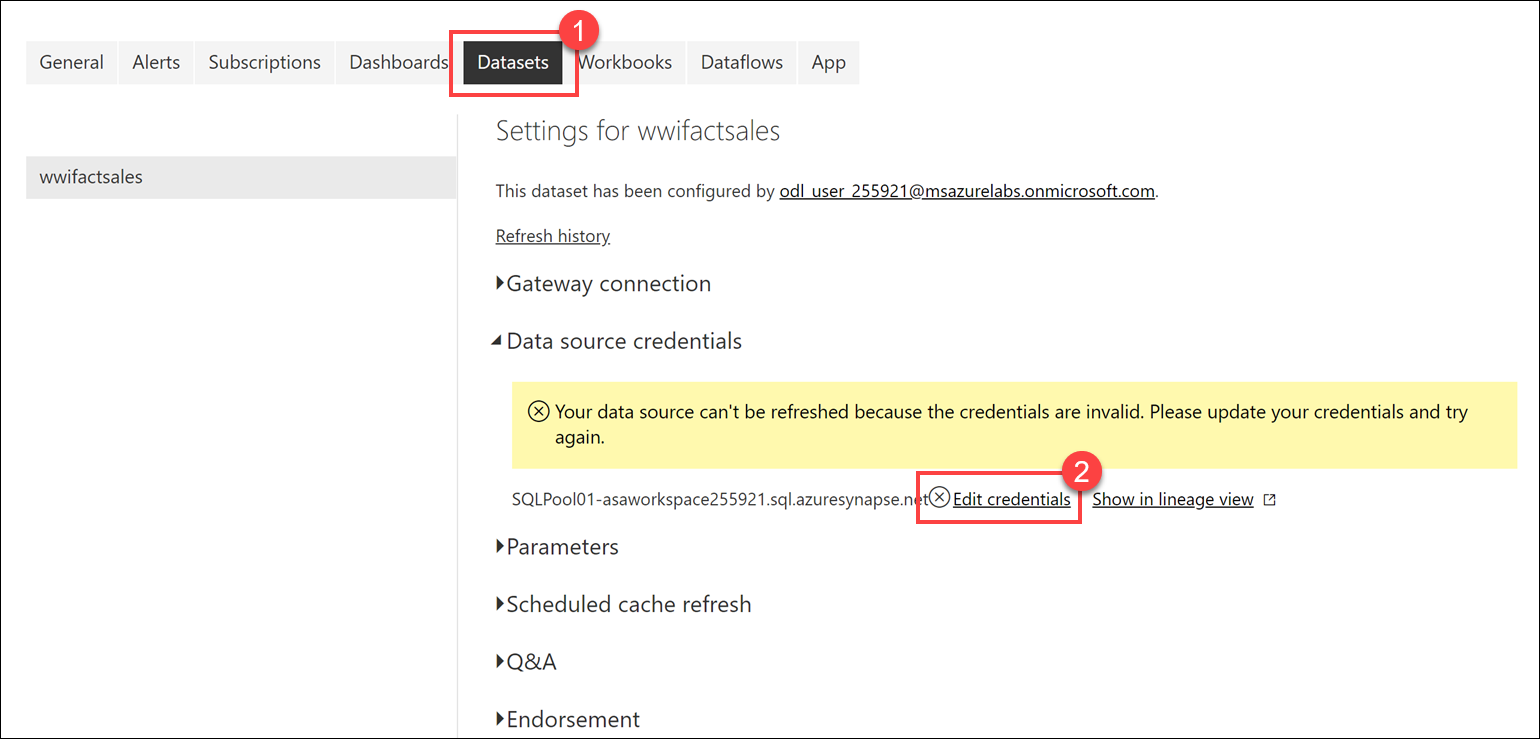 1
General Alerts Subscriptions Dashboards Datasets Workbooks Dataflows App
Settings for wwifactsales
wwifactsales
This dataset has been configured by odl_user_255921@msazurelabs.onmicrosoft.com.
Refresh history
Gateway connection
Data source credentials
Your data source can't be refreshed because the credentials are invalid. Please update your credentials and try
again.
2
SQLPool01-asaworkspace255921.sql.azuresynapse.net Edit credentials Show in lineage view
Parameters
Scheduled cache refresh
Q&A
Endorsement